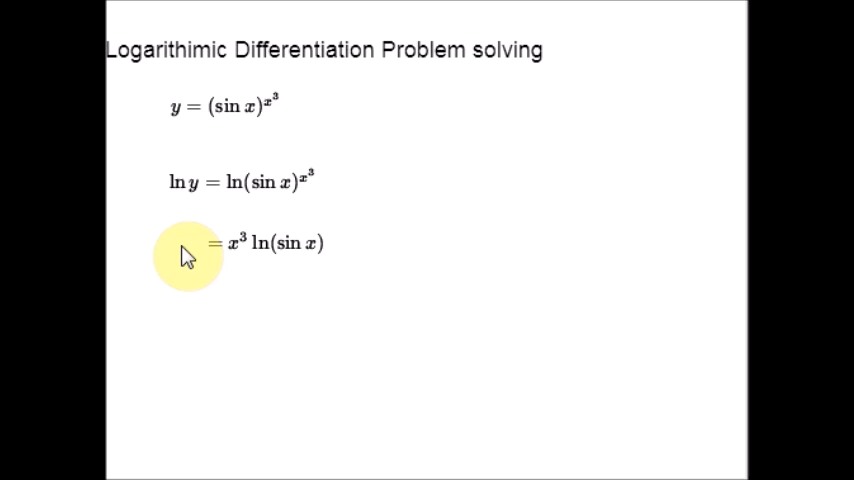 Logarithimic Differentiation Problem solving
y = (sin x)^{x^3}
ln y = ln(sin x)^{x^3}
= x^3 ln(sin x)